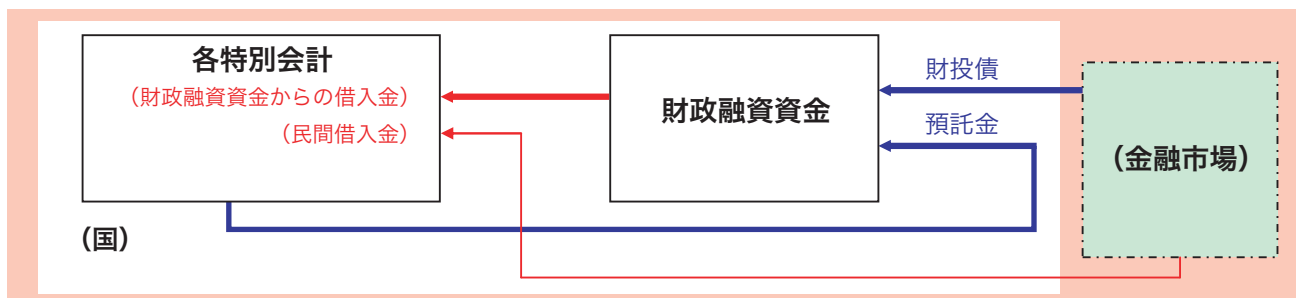 各特別会計
（財政融資資金からの借入金）
（民間借入金）
財政融資資金
財投債
預託金
（金融市場）
（国）